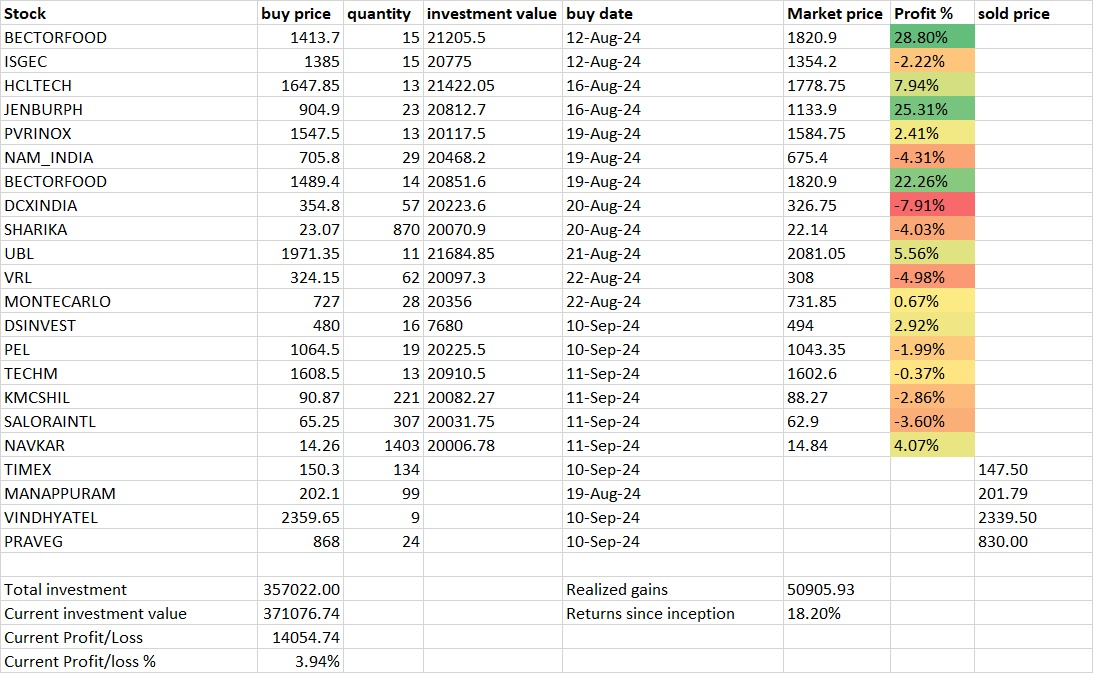 Stock buy price quantity investment value buy date Market price Profit % sold price
BECTORFOOD 1413.7 15 21205.5 12-Aug-24 1820.9 28.80%
ISGEC 1385 15 20775 12-Aug-24 1354.2 -2.22%
HCLTECH 1647.85 13 21422.05 16-Aug-24 1778.75 7.94%
JENBURPH 904.9 23 20812.7 16-Aug-24 1133.9 25.31%
PVRINOX 1547.5 13 20117.5 19-Aug-24 1584.75 2.41%
NAM_INDIA 705.8 29 20468.2 19-Aug-24 675.4 -4.31%
BECTORFOOD 1489.4 14 20851.6 19-Aug-24 1820.9 22.26%
DCXINDIA 354.8 57 20223.6 20-Aug-24 326.75 -7.91%
SHARIKA 23.07 870 20070.9 20-Aug-24 22.14 -4.03%
UBL 1971.35 11 21684.85 21-Aug-24 2081.05 5.56%
VRL 324.15 62 20097.3 22-Aug-24 308 -4.98%
MONTECARLO 727 28 20356 22-Aug-24 731.85 0.67%
DSINVEST 480 16 7680 10-Sep-24 494 2.92%
PEL 1064.5 19 20225.5 10-Sep-24 1043.35 -1.99%
TECHM 1608.5 13 20910.5 11-Sep-24 1602.6 -0.37%
KMCSHIL 90.87 221 20082.27 11-Sep-24 88.27 -2.86%
SALORAINTL 65.25 307 20031.75 11-Sep-24 62.9 -3.60%
NAVKAR 14.26 1403 20006.78 11-Sep-24 14.84 4.07%
TIMEX 150.3 134 10-Sep-24 147.50
MANAPPURAM 202.1 99 19-Aug-24 201.79
VINDHYATEL 2359.65 9 10-Sep-24 2339.50
PRAVEG 868 24 10-Sep-24 830.00
Total investment 357022.00 Realized gains 50905.93
Current investment value 371076.74 Returns since inception 18.20%
Current Profit/Loss 14054.74
Current Profit/loss % 3.94%